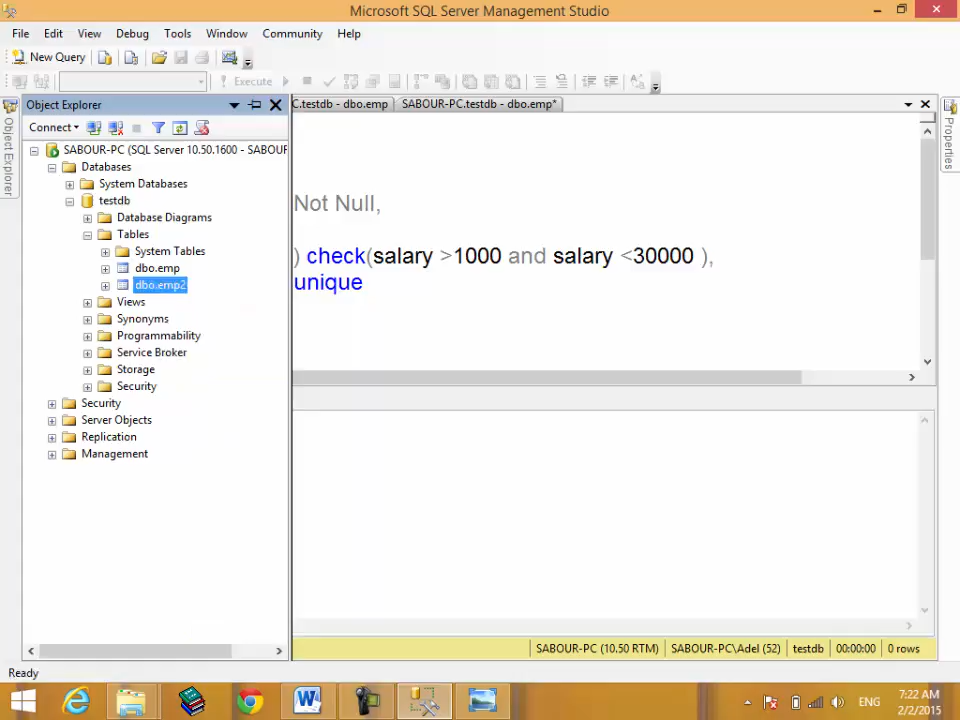 Microsoft SQL Server Management Studio
File Edit View Debug Tools Window Community Help
New Query
Execute
Object Explorer
C.testdb - dbo.emp
SABOUR-PC.testdb - dbo.emp*
Connect
Object Explorer
Properties
SABOUR-PC (SQL Server 10.50.1600 - SABOUR
Databases
System Databases
testdb
Database Diagrams
Tables
System Tables
dbo.emp
dbo.emp2
Views
Synonyms
Programmability
Service Broker
Storage
Security
Security
Server Objects
Replication
Management
Not Null,
) check(salary >1000 and salary <30000 ),
unique
SABOUR-PC (10.50 RTM) SABOUR-PC\Adel (52) testdb 00:00:00 0 rows
Ready
ENG
7:22 AM
2/2/2015